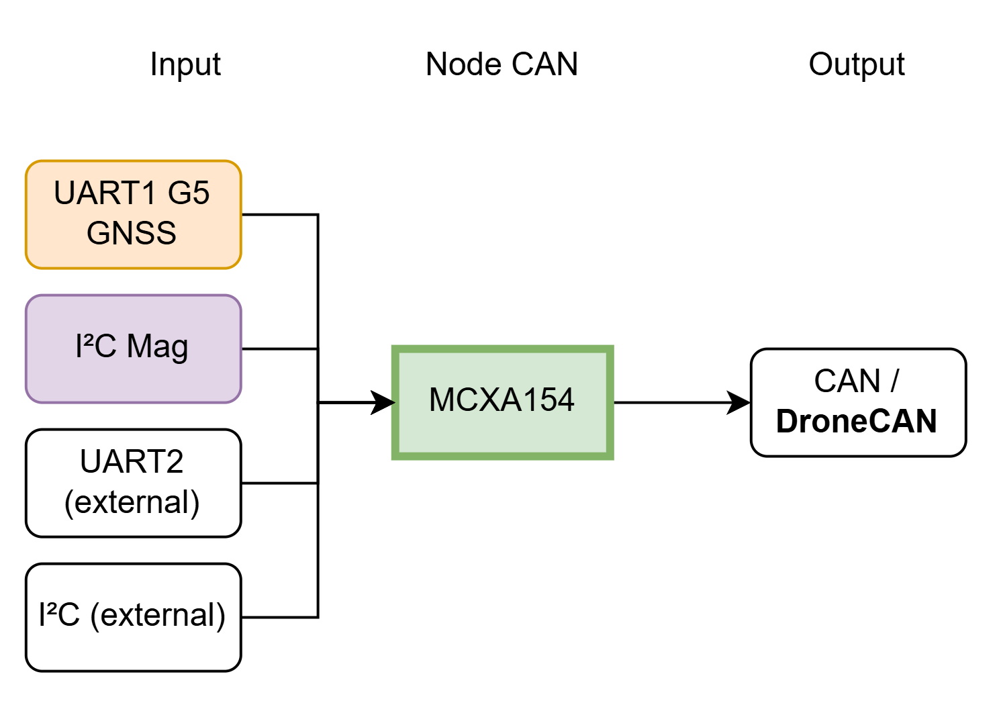 Input
Node CAN
Output
UART1 G5
GNSS
I²C Mag
UART2
(external)
I²C (external)
MCXA154
CAN /
DroneCAN